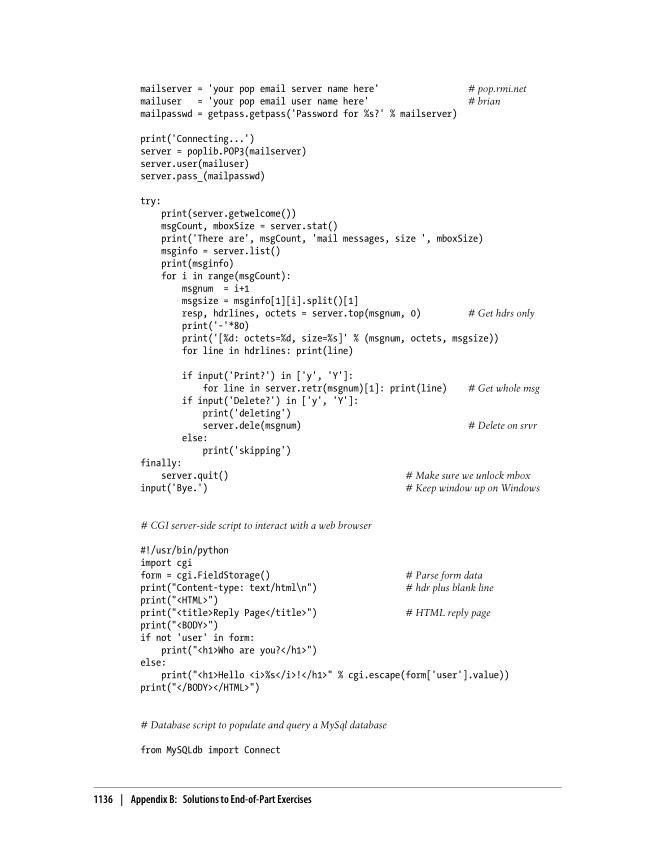 mailserver = 'your pop email server name here'                 # pop.rmi.net
mailuser   = 'your pop email user name here'                   # brian
mailpasswd = getpass.getpass('Password for %s?' % mailserver)
print('Connecting...')
server = poplib.POP3(mailserver)
server.user(mailuser)
server.pass_(mailpasswd)
try:
    print(server.getwelcome())
    msgCount, mboxSize = server.stat()
    print('There are', msgCount, 'mail messages, size ', mboxSize)
    msginfo = server.list()
    print(msginfo)
    for i in range(msgCount):
        msgnum  = i+1
        msgsize = msginfo[1][i].split()[1]
        resp, hdrlines, octets = server.top(msgnum, 0)         # Get hdrs only
        print('-'*80)
        print('[%d: octets=%d, size=%s]' % (msgnum, octets, msgsize))
        for line in hdrlines: print(line)
        if input('Print?') in ['y', 'Y']:
            for line in server.retr(msgnum)[1]: print(line)    # Get whole msg
        if input('Delete?') in ['y', 'Y']:
            print('deleting')
            server.dele(msgnum)                                # Delete on srvr
        else:
            print('skipping')
finally:
    server.quit()                                  # Make sure we unlock mbox
input('Bye.')                                      # Keep window up on Windows
# CGI server-side script to interact with a web browser
#!/usr/bin/python
import cgi
form = cgi.FieldStorage()                          # Parse form data
print("Content-type: text/html\n")                 # hdr plus blank line
print("<HTML>")
print("<title>Reply Page</title>")                 # HTML reply page
print("<BODY>")
if not 'user' in form:
    print("<h1>Who are you?</h1>")
else:
    print("<h1>Hello <i>%s</i>!</h1>" % cgi.escape(form['user'].value))
print("</BODY></HTML>")
# Database script to populate and query a MySql database
from MySQLdb import Connect
1136 | Appendix B: Solutions to End-of-Part Exercises